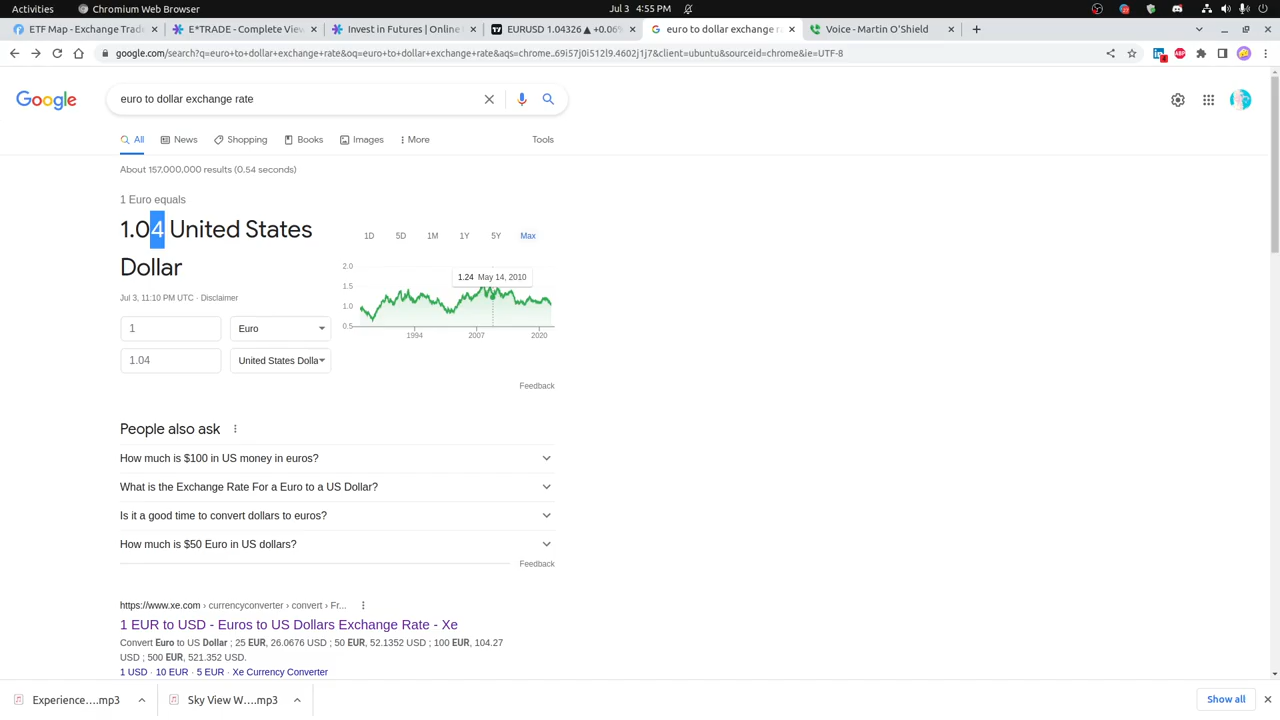 Activities
Chromium Web Browser
Jul 3 4:55 PM
ETF Map - Exchange Trade
E*TRADE - Complete View
Invest in Futures | Online
EURUSD 1.04326 ▲ +0.06%
euro to dollar exchange ra
Voice - Martin O'Shield
google.com/search?q=euro+to+dollar+exchange+rate&oq=euro+to+dollar+exchange+rate&aqs=chrome..69i57j0i512l9.4602j1j7&client=ubuntu&sourceid=chrome&ie=UTF-8
Google
euro to dollar exchange rate
All
News
Shopping
Books
Images
More
Tools
About 157,000,000 results (0.54 seconds)
1 Euro equals
1.04 United States
Dollar
Jul 3, 11:10 PM UTC · Disclaimer
1
Euro
1.04
United States Dolla
1D
5D
1M
1Y
5Y
Max
1.24 May 14, 2010
2.0
1.5
1.0
0.5
1994
2007
2020
Feedback
People also ask
How much is $100 in US money in euros?
What is the Exchange Rate For a Euro to a US Dollar?
Is it a good time to convert dollars to euros?
How much is $50 Euro in US dollars?
Feedback
https://www.xe.com › currencyconverter › convert › Fr...
1 EUR to USD - Euros to US Dollars Exchange Rate - Xe
Convert Euro to US Dollar ; 25 EUR, 26.0676 USD ; 50 EUR, 52.1352 USD ; 100 EUR, 104.27
USD ; 500 EUR, 521.352 USD.
1 USD · 10 EUR · 5 EUR · Xe Currency Converter
Experience....mp3
Sky View W....mp3
Show all